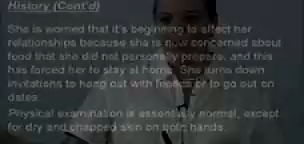 History (Cont'd)
She is worried that it's beginning to affect her
relationships because she is now concerned about
food that she did not personally prepare, and this
has forced her to stay at home. She turns down
invitations to hang out with friends or to go out on
dates.
Physical examination is essentially normal, except
for dry and chapped skin on both hands.